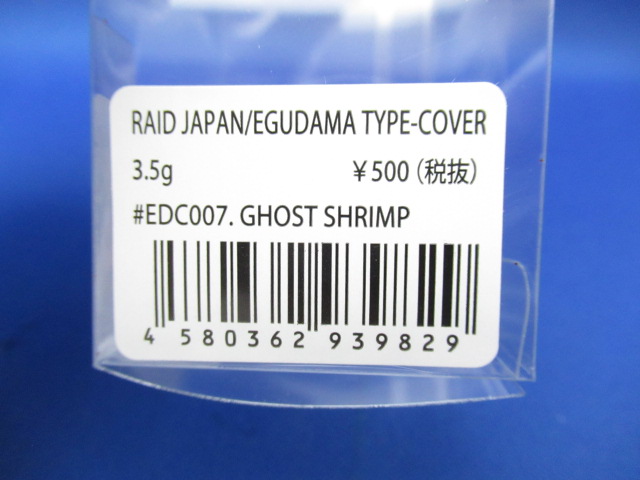 RAID JAPAN/EGUDAMA TYPE-COVER
3.5g ￥500（税抜）
#EDC007. GHOST SHRIMP
4 580362 939829